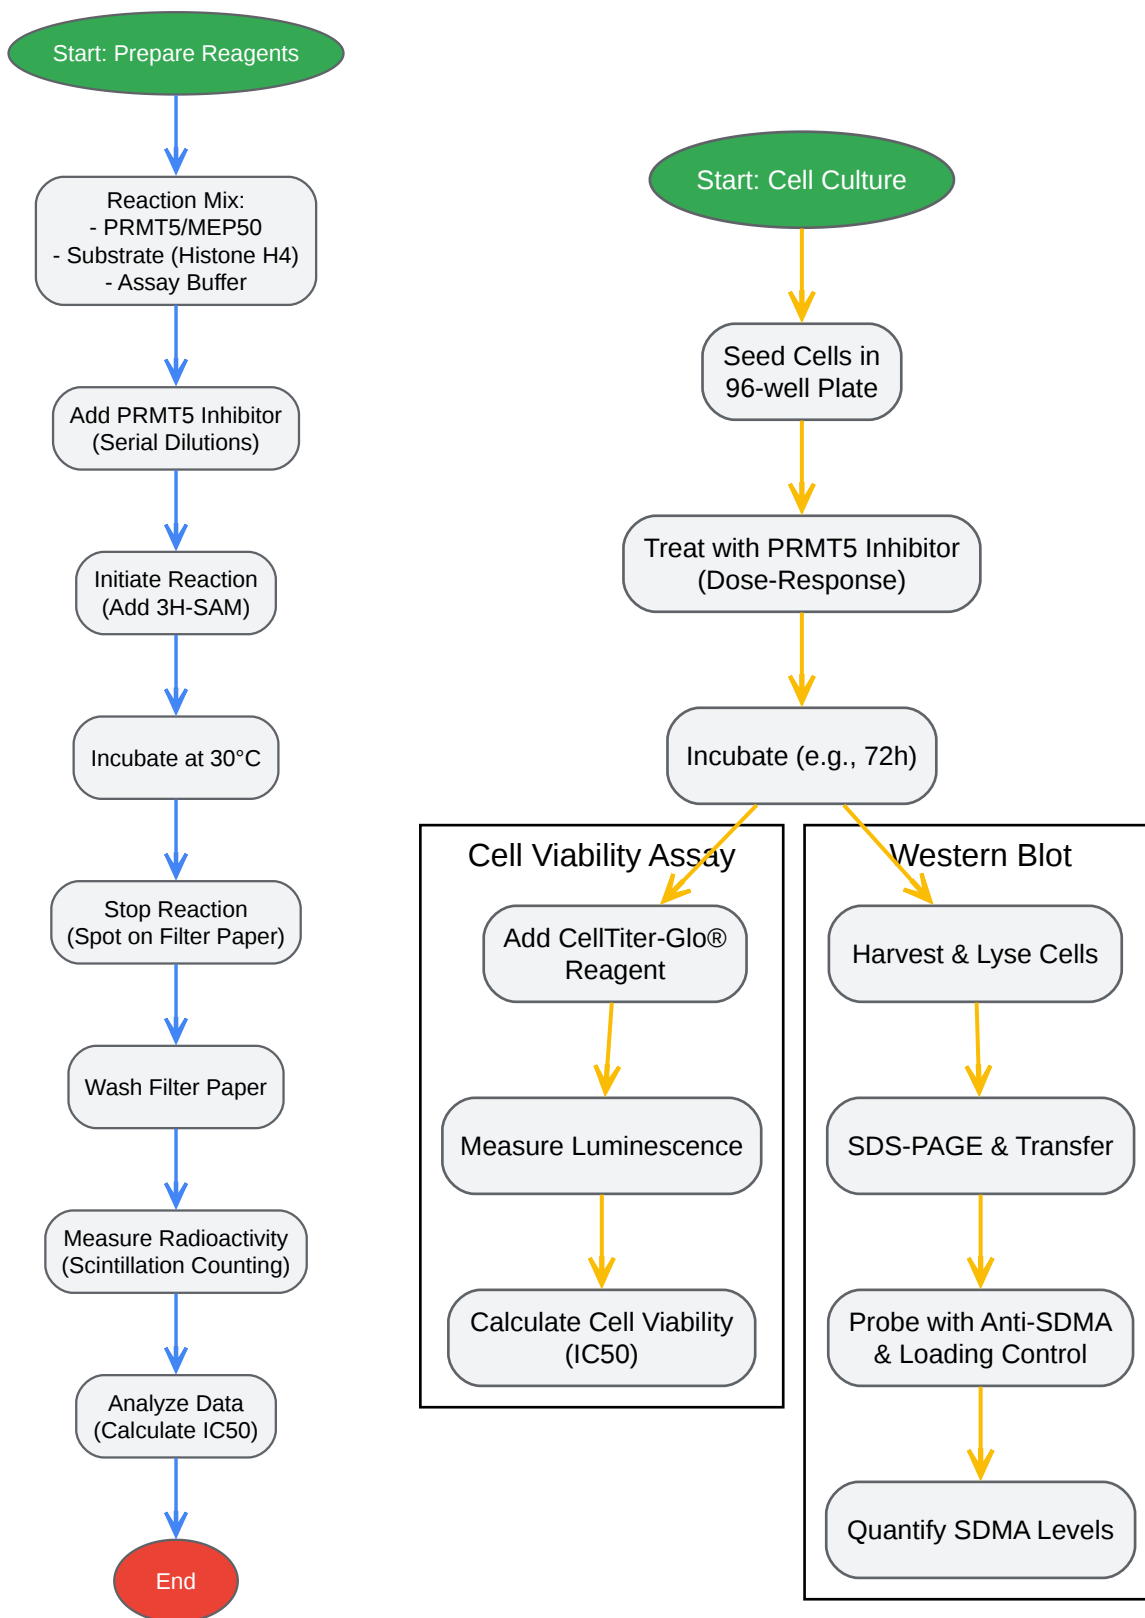 Start: Prepare Reagents
Reaction Mix:
- PRMT5/MEP50
- Substrate (Histone H4)
- Assay Buffer
Add PRMT5 Inhibitor
(Serial Dilutions)
Initiate Reaction
(Add 3H-SAM)
Incubate at 30°C
Stop Reaction
(Spot on Filter Paper)
Wash Filter Paper
Measure Radioactivity
(Scintillation Counting)
Analyze Data
(Calculate IC50)
End
Start: Cell Culture
Seed Cells in
96-well Plate
Treat with PRMT5 Inhibitor
(Dose-Response)
Incubate (e.g., 72h)
Cell Viability Assay
Add CellTiter-Glo®
Reagent
Measure Luminescence
Calculate Cell Viability
(IC50)
Western Blot
Harvest & Lyse Cells
SDS-PAGE & Transfer
Probe with Anti-SDMA
& Loading Control
Quantify SDMA Levels